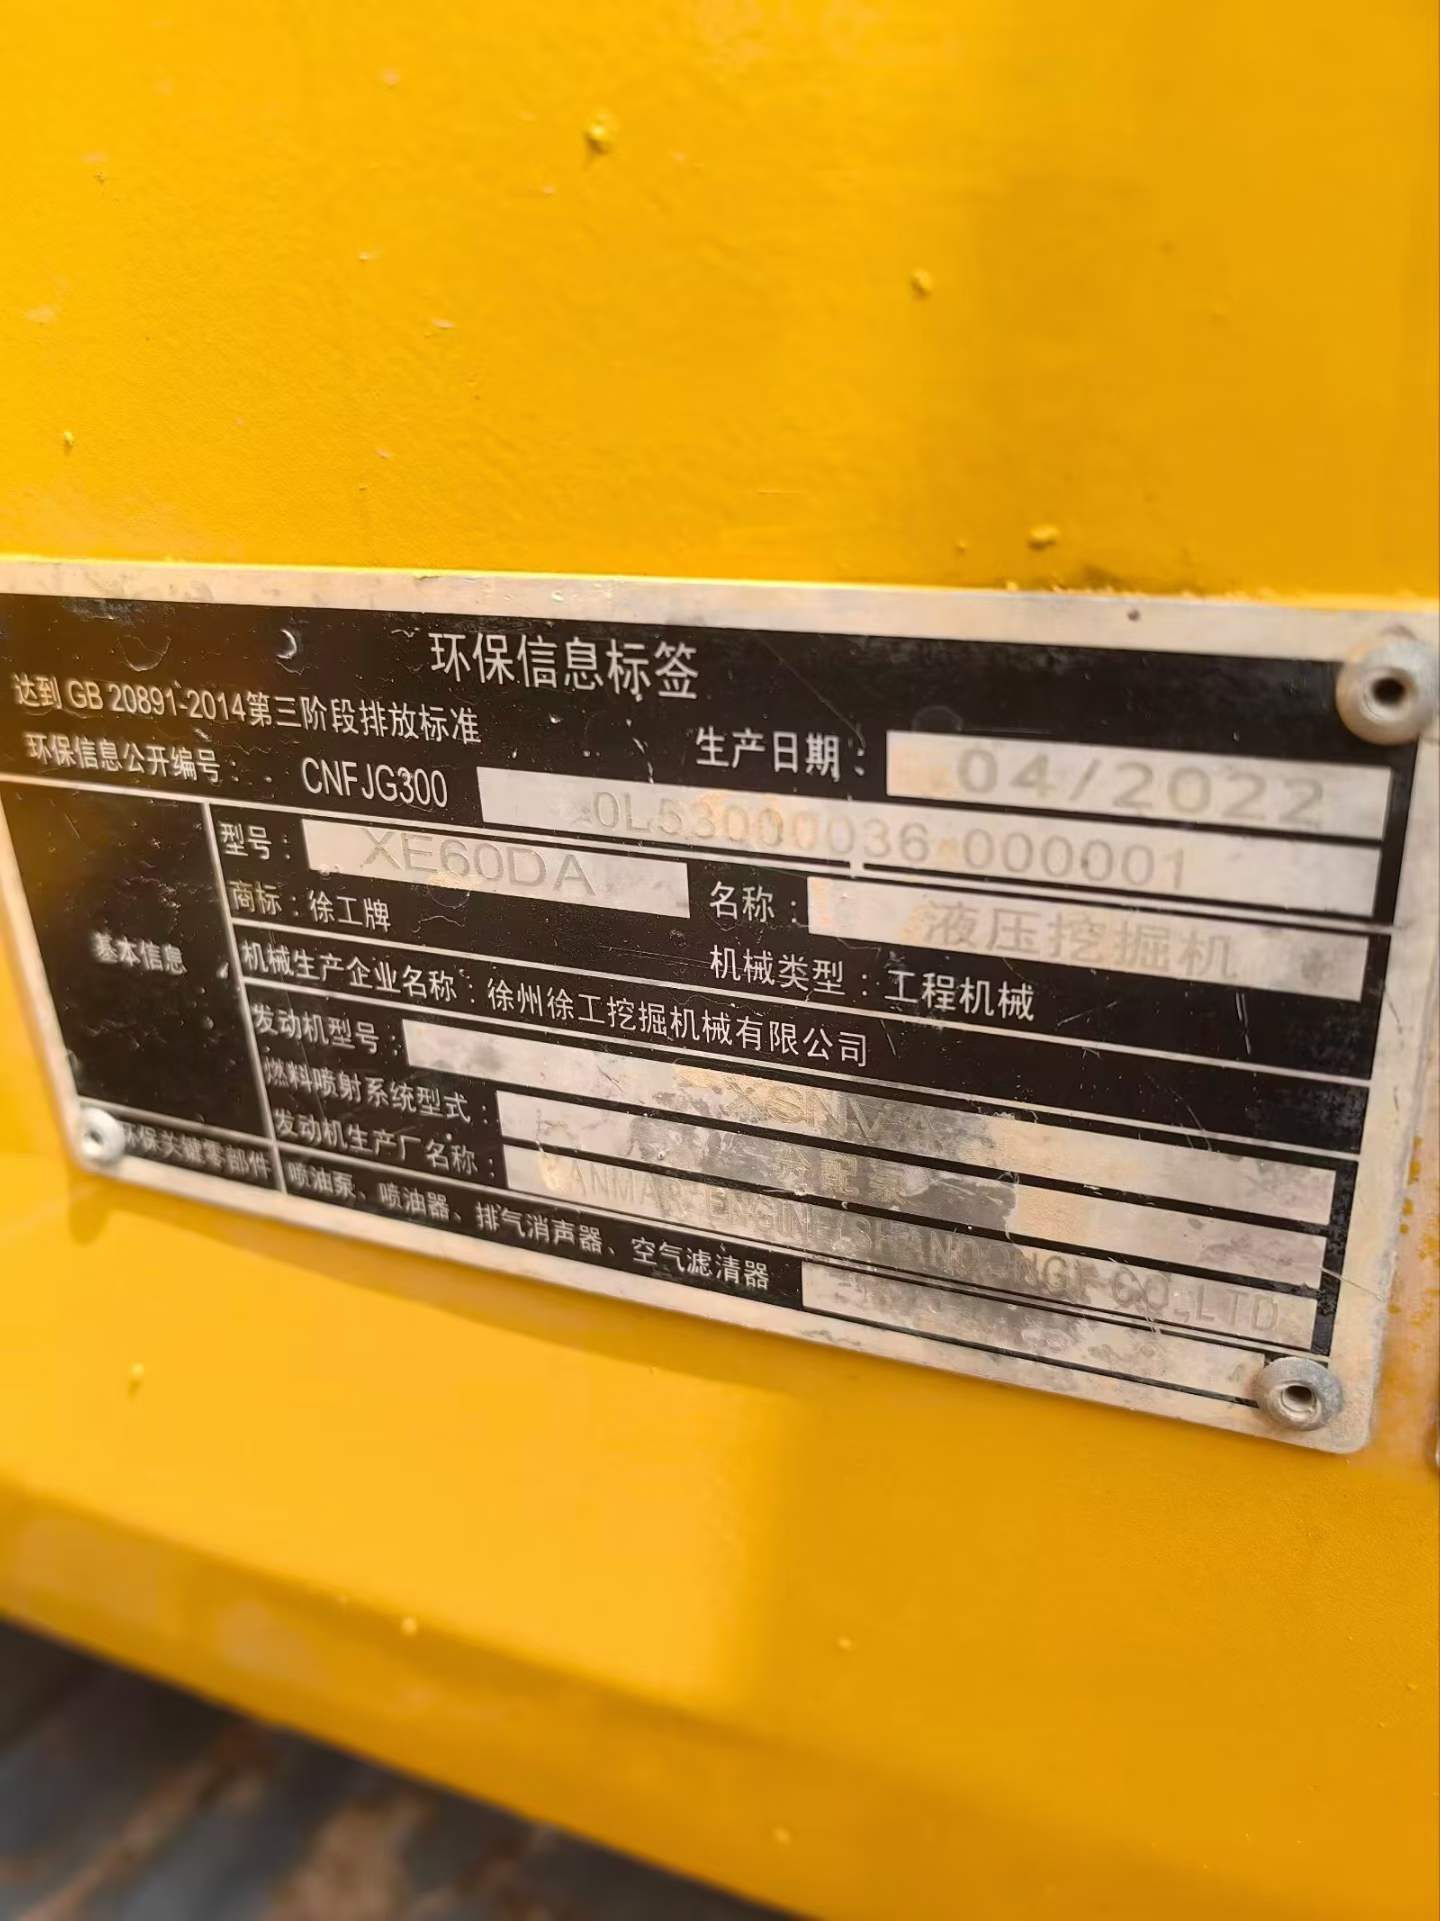 环保信息标签
达到 GB 20891-2014第三阶段排放标准
生产日期： 04/2022
环保信息公开编号： CNFJG300 0L53000036-000001
基本信息
型号： XE60DA 名称： 液压挖掘机
商标：徐工牌 机械类型：工程机械
机械生产企业名称：徐州徐工挖掘机械有限公司
发动机型号：
燃料喷射系统型式： 分配泵
发动机生产厂名称： YANMAR ENGINE CO.,LTD
环保关键零部件 喷油泵、喷油器、排气消声器、空气滤清器